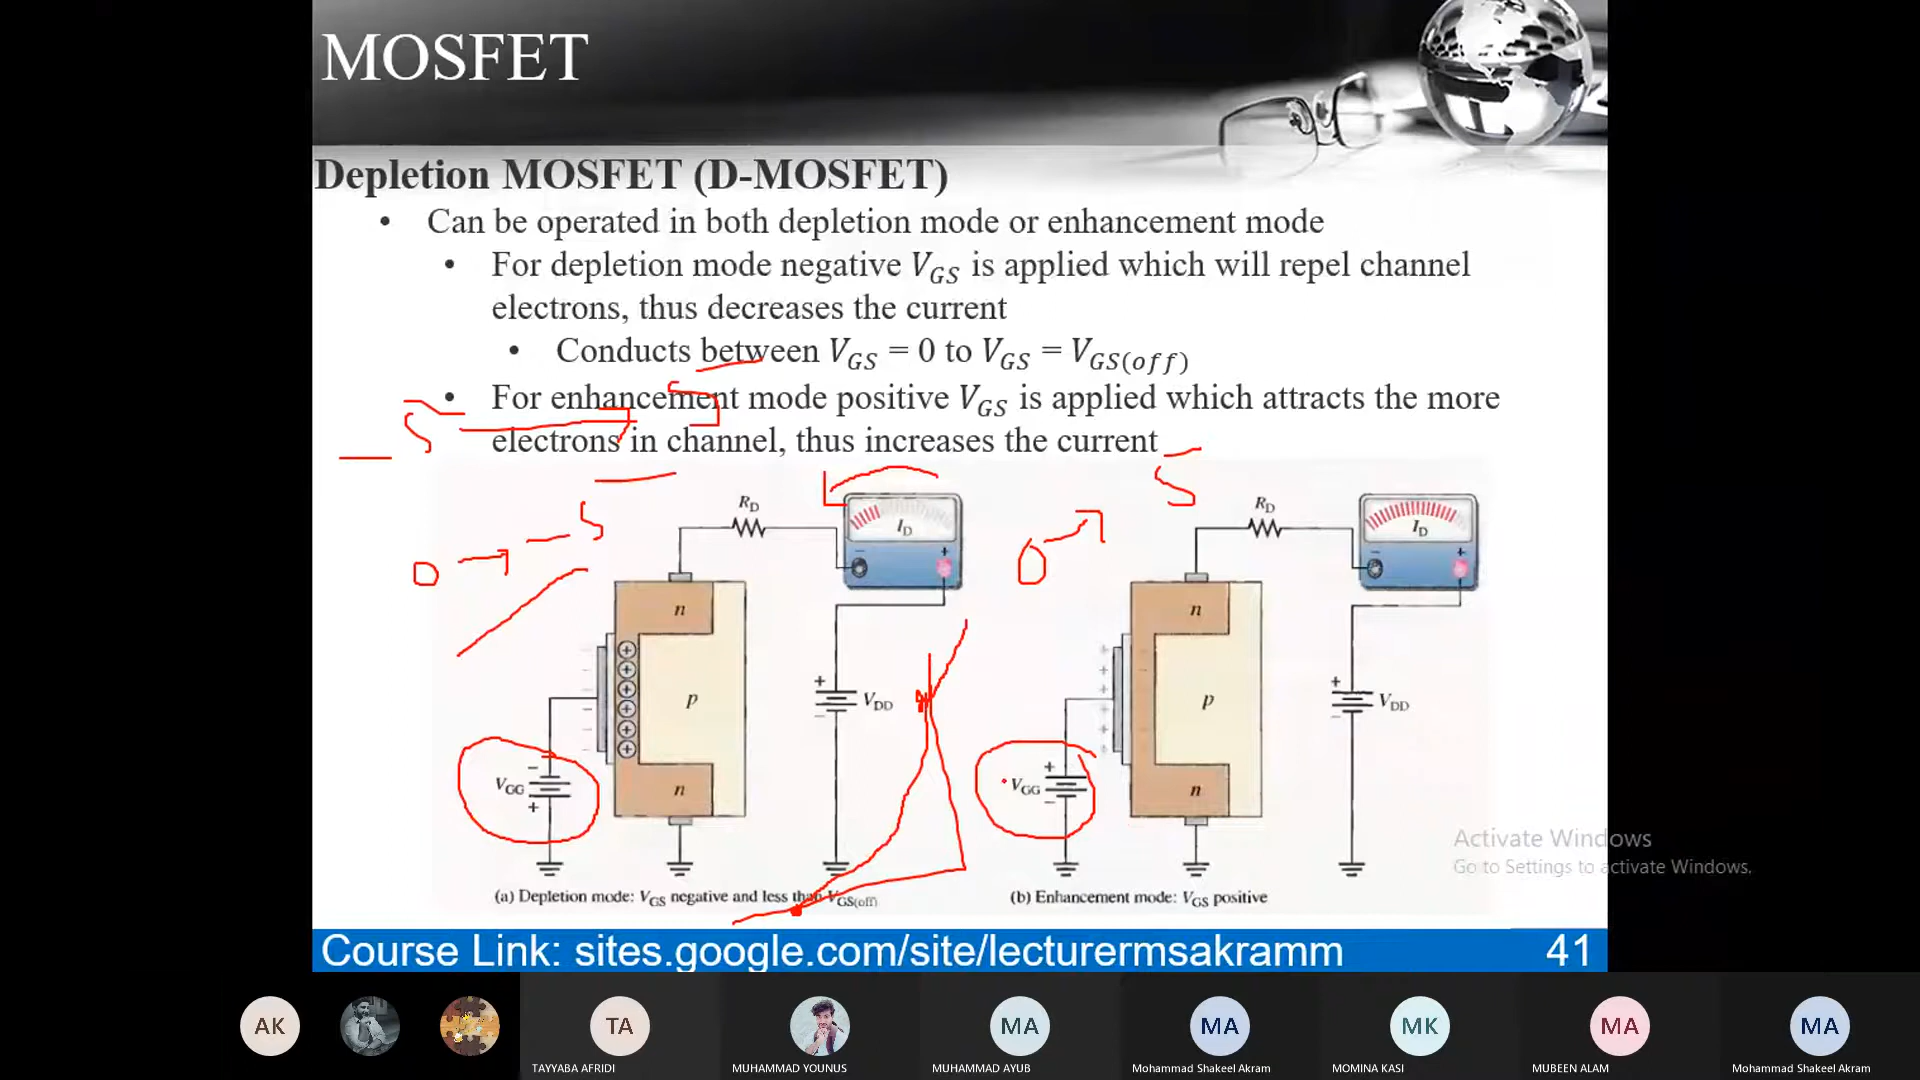 MOSFET
Depletion MOSFET (D-MOSFET)
• Can be operated in both depletion mode or enhancement mode
• For depletion mode negative V_GS is applied which will repel channel
electrons, thus decreases the current
• Conducts between V_GS = 0 to V_GS = V_GS(off)
• For enhancement mode positive V_GS is applied which attracts the more
electrons in channel, thus increases the current
5
5
0 → -5
0 →
R_D
I_D
- +
n
p
n
+ V_DD -
- V_GG +
R_D
I_D
- +
n
p
n
+ V_DD -
+ V_GG -
(a) Depletion mode: V_GS negative and less than V_GS(off)
(b) Enhancement mode: V_GS positive
Activate Windows
Go to Settings to activate Windows.
Course Link: sites.google.com/site/lecturermsakramm 41
AK
TA
MA
MA
MK
MA
MA
TAYYABA AFRIDI
MUHAMMAD YOUNUS
MUHAMMAD AYUB
Mohammad Shakeel Akram
MOMINA KASI
MUBEEN ALAM
Mohammad Shakeel Akram